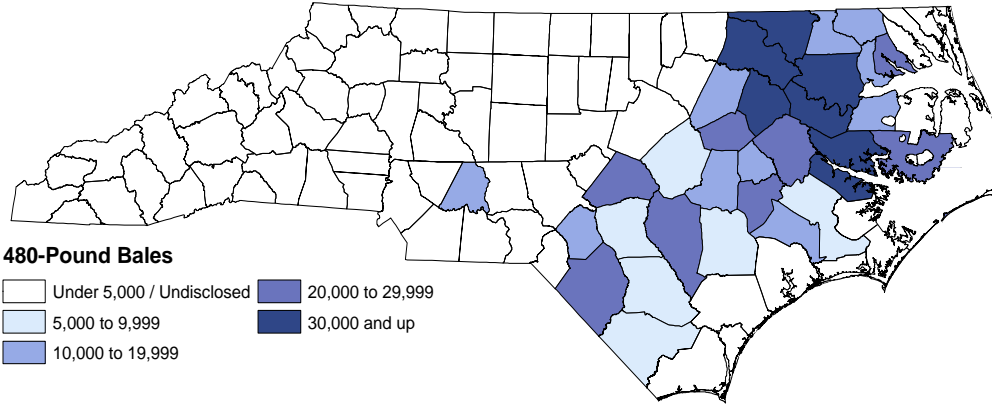 480-Pound Bales
Under 5,000 / Undisclosed
5,000 to 9,999
10,000 to 19,999
20,000 to 29,999
30,000 and up